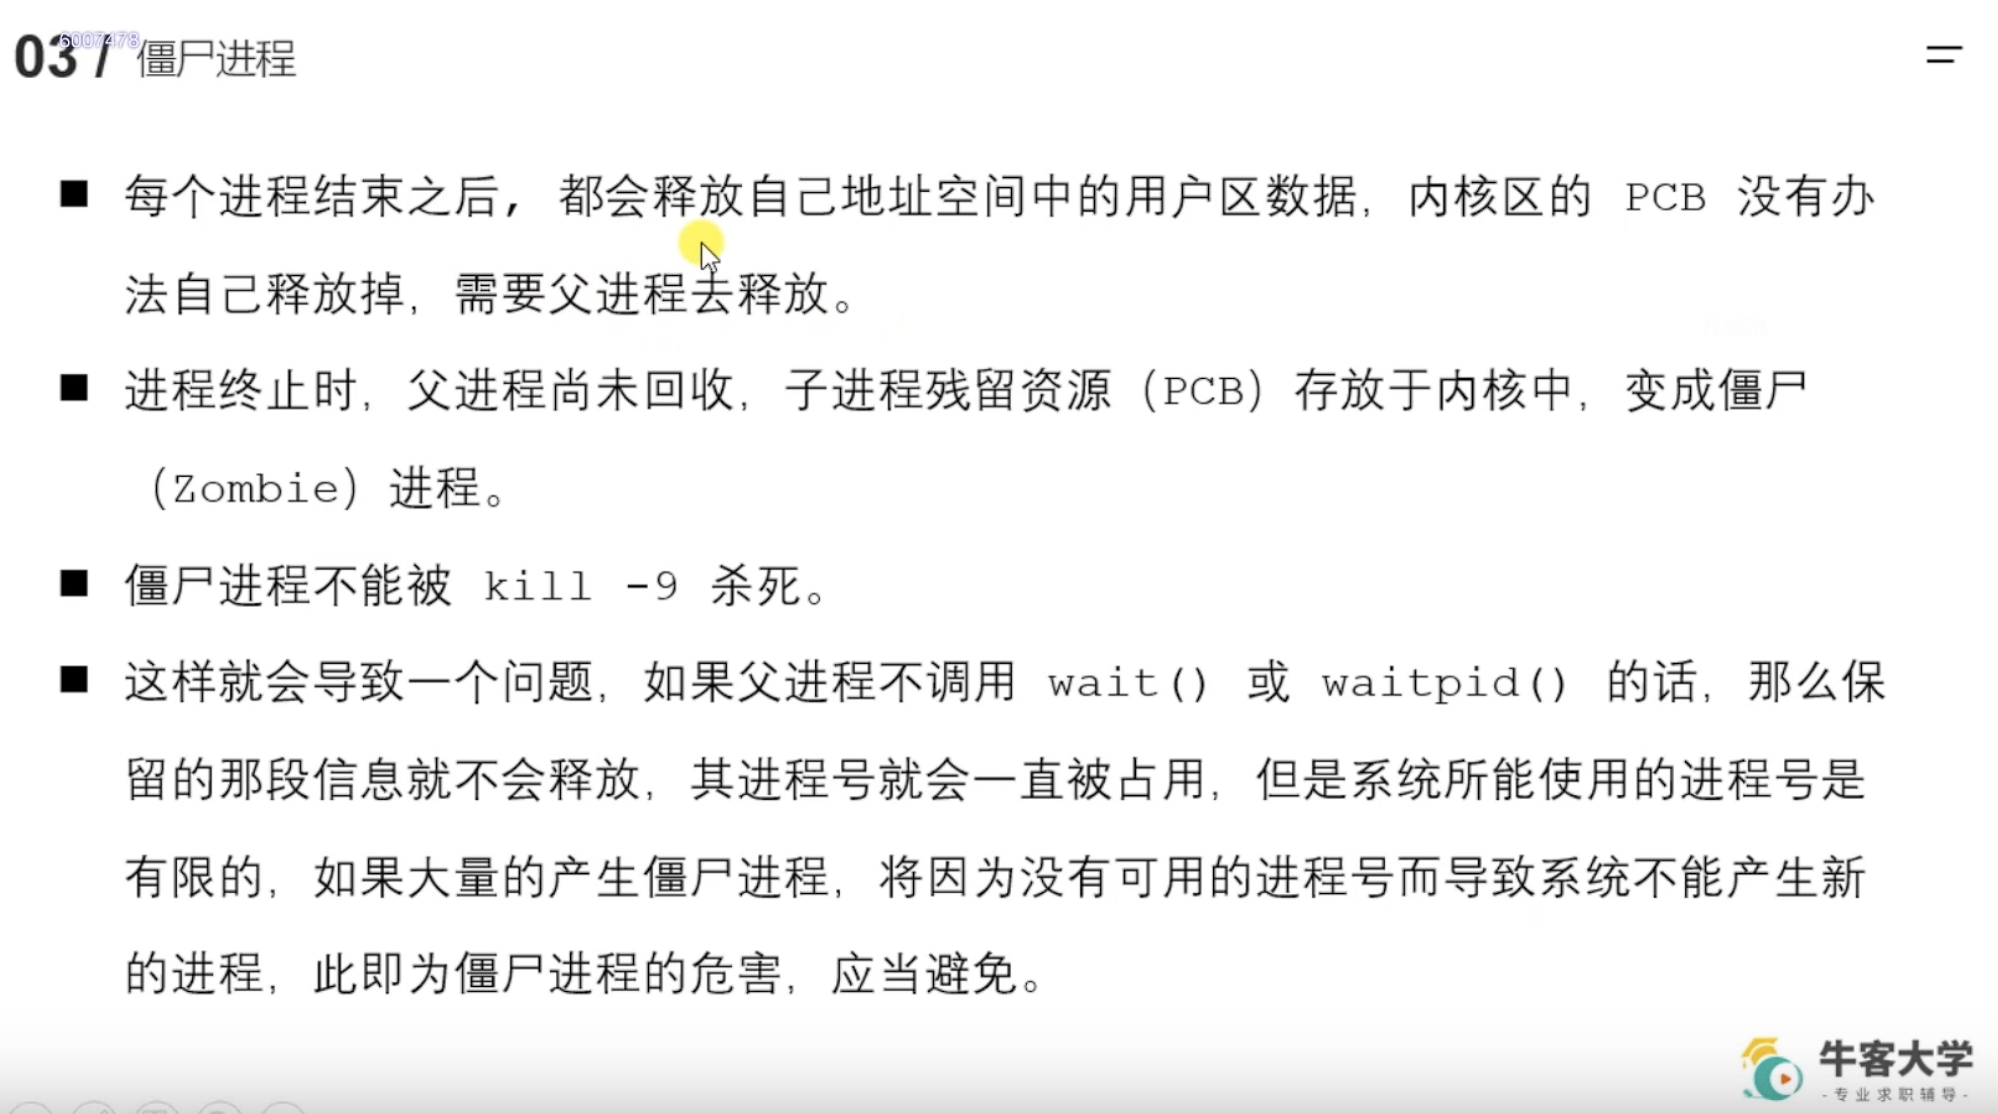 03 / 僵尸进程
6007478
■ 每个进程结束之后, 都会释放自己地址空间中的用户区数据，内核区的 PCB 没有办
法自己释放掉，需要父进程去释放。
■ 进程终止时，父进程尚未回收，子进程残留资源（PCB）存放于内核中，变成僵尸
（Zombie）进程。
■ 僵尸进程不能被 kill -9 杀死。
■ 这样就会导致一个问题，如果父进程不调用 wait() 或 waitpid() 的话，那么保
留的那段信息就不会释放，其进程号就会一直被占用，但是系统所能使用的进程号是
有限的，如果大量的产生僵尸进程，将因为没有可用的进程号而导致系统不能产生新
的进程，此即为僵尸进程的危害，应当避免。
牛客大学
-专业求职辅导-